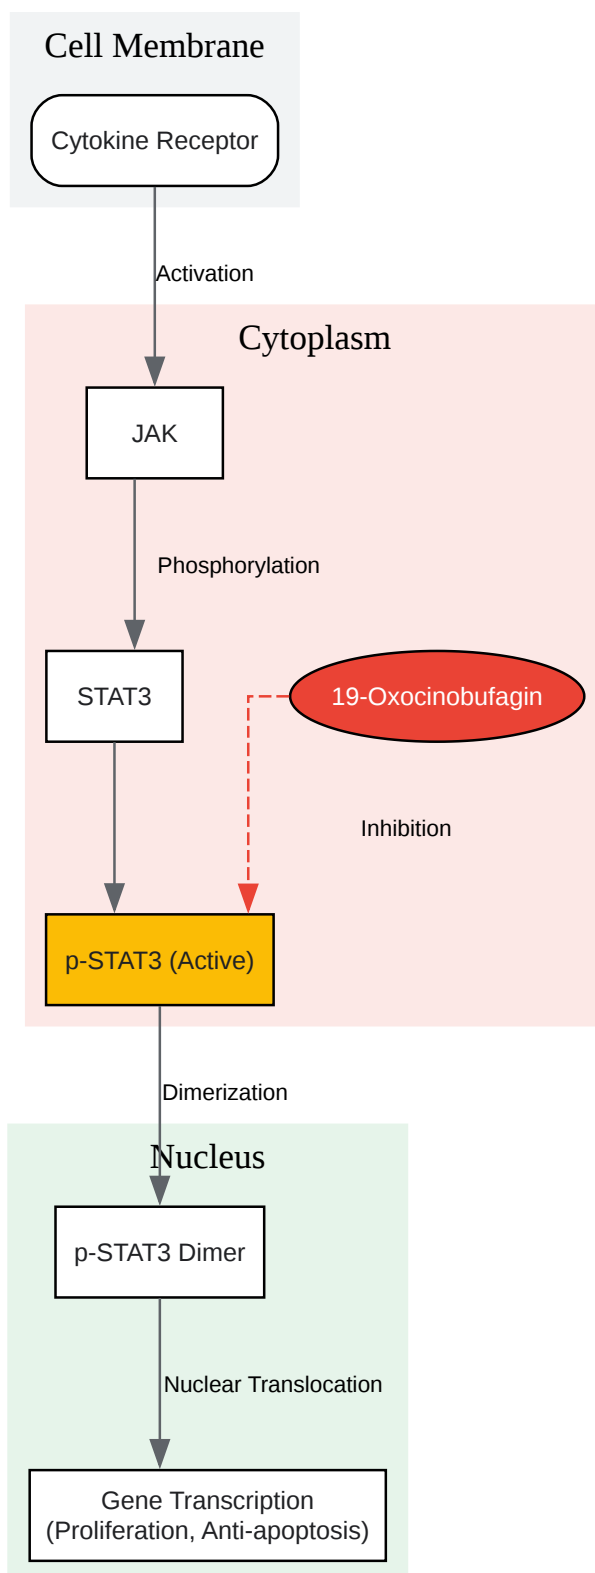 Cell Membrane
Cytokine Receptor
Activation
Cytoplasm
JAK
Phosphorylation
STAT3
19-Oxocinobufagin
Inhibition
p-STAT3 (Active)
Dimerization
Nucleus
p-STAT3 Dimer
Nuclear Translocation
Gene Transcription
(Proliferation, Anti-apoptosis)